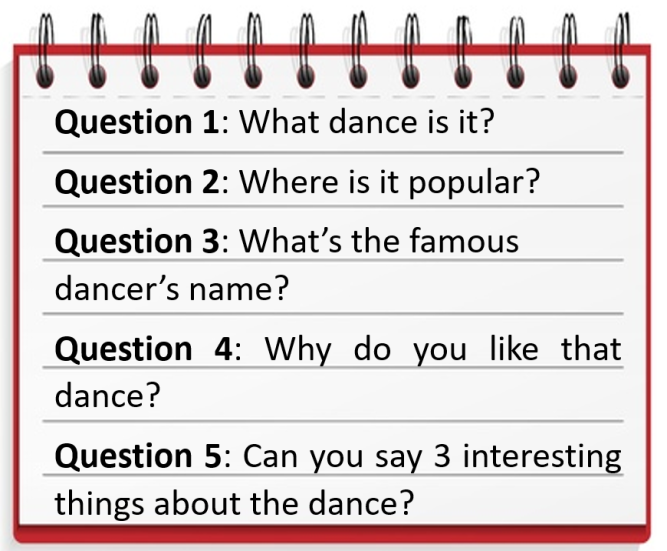 Question 1: What dance is it?
Question 2: Where is it popular?
Question 3: What’s the famous
dancer’s name?
Question 4: Why do you like that
dance?
Question 5: Can you say 3 interesting
things about the dance?